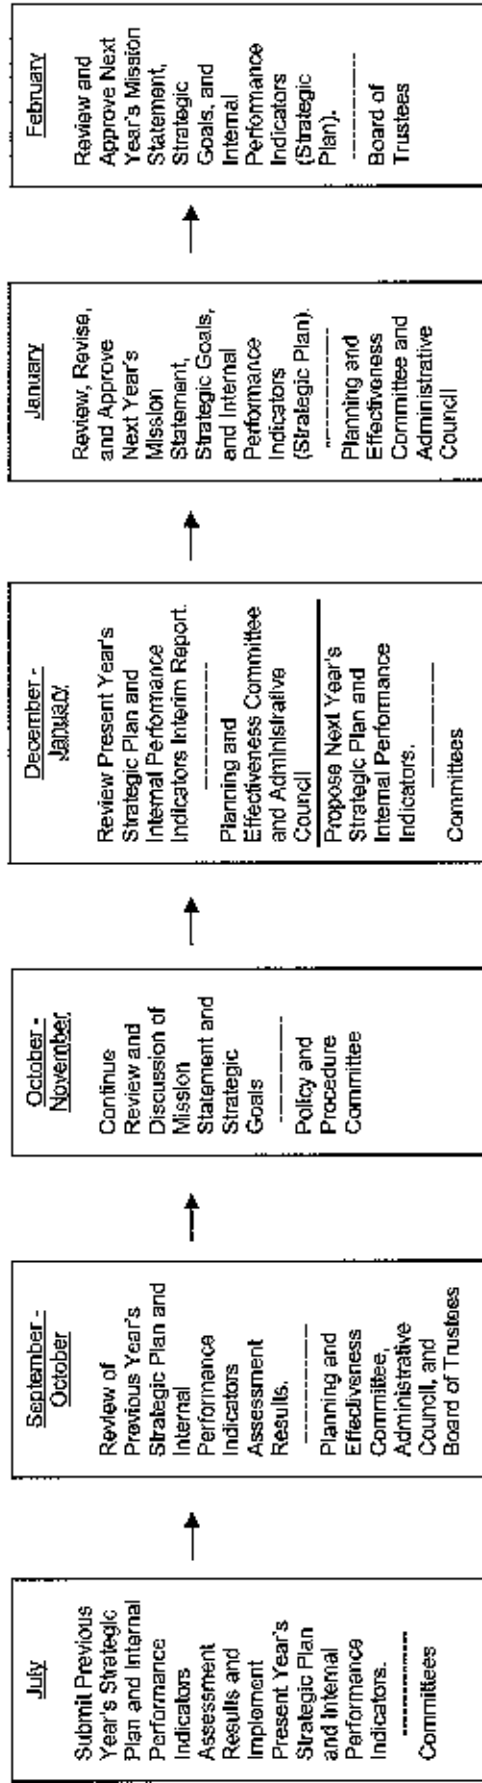 July
Submit Previous
Year's Strategic
Plan and Internal
Performance
Indicators
Assessment
Results and
Implement
Present Year's
Strategic Plan
and Internal
Performance
Indicators.
-----------
Committees
September -
October
Review of
Previous Year's
Strategic Plan and
Internal
Performance
Indicators
Assessment
Results.
-----------
Planning and
Effectiveness
Committee,
Administrative
Council, and
Board of Trustees
October -
November
Continue
Review and
Discussion of
Mission
Statement and
Strategic
Goals
-----------
Policy and
Procedure
Committee
December -
January
Review Present Year's
Strategic Plan and
Internal Performance
Indicators Interim Report.
-----------
Planning and
Effectiveness Committee
and Administrative
Council
Propose Next Year's
Strategic Plan and
Internal Performance
Indicators.
-----------
Committees
January
Review, Revise,
and Approve
Next Year's
Mission
Statement,
Strategic Goals,
and Internal
Performance
Indicators
(Strategic Plan).
-----------
Planning and
Effectiveness
Committee and
Administrative
Council
February
Review and
Approve Next
Year's Mission
Statement,
Strategic
Goals, and
Internal
Performance
Indicators
(Strategic
Plan).
-----------
Board of
Trustees